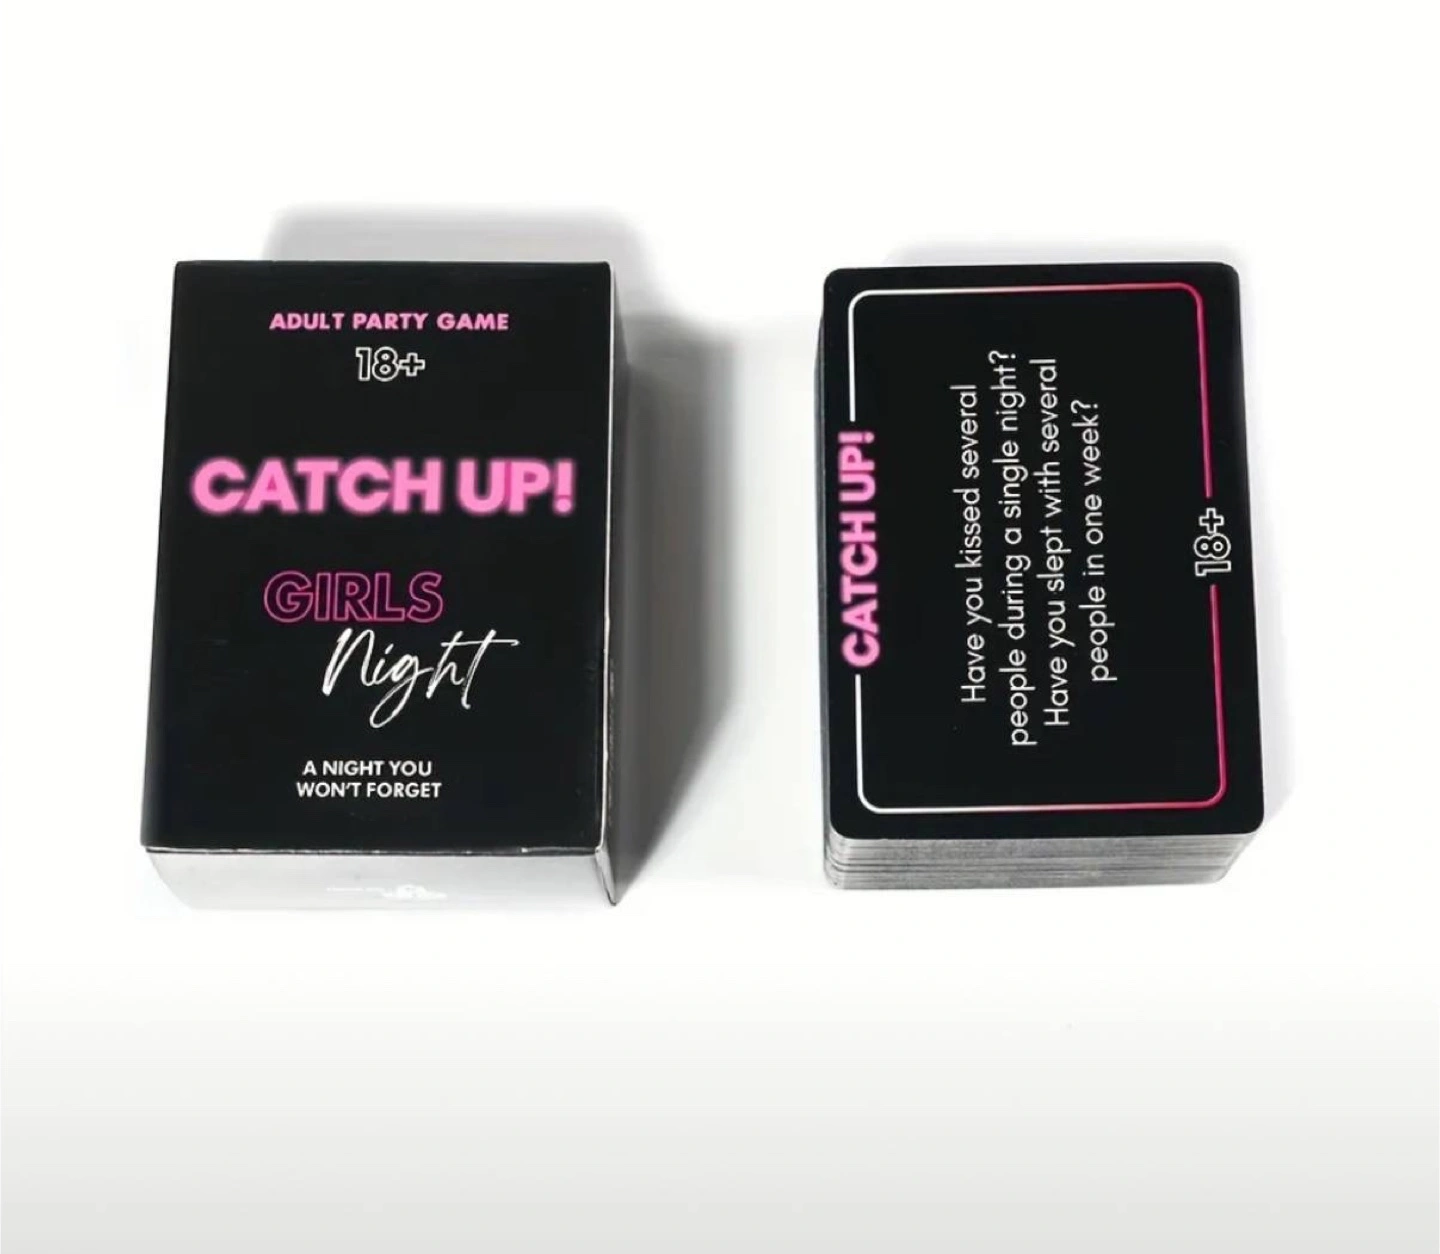 ADULT PARTY GAME
18+
CATCH UP!
GIRLS
Night
A NIGHT YOU
WON'T FORGET
CATCH UP!
Have you kissed several
people during a single night?
Have you slept with several
people in one week?
18+